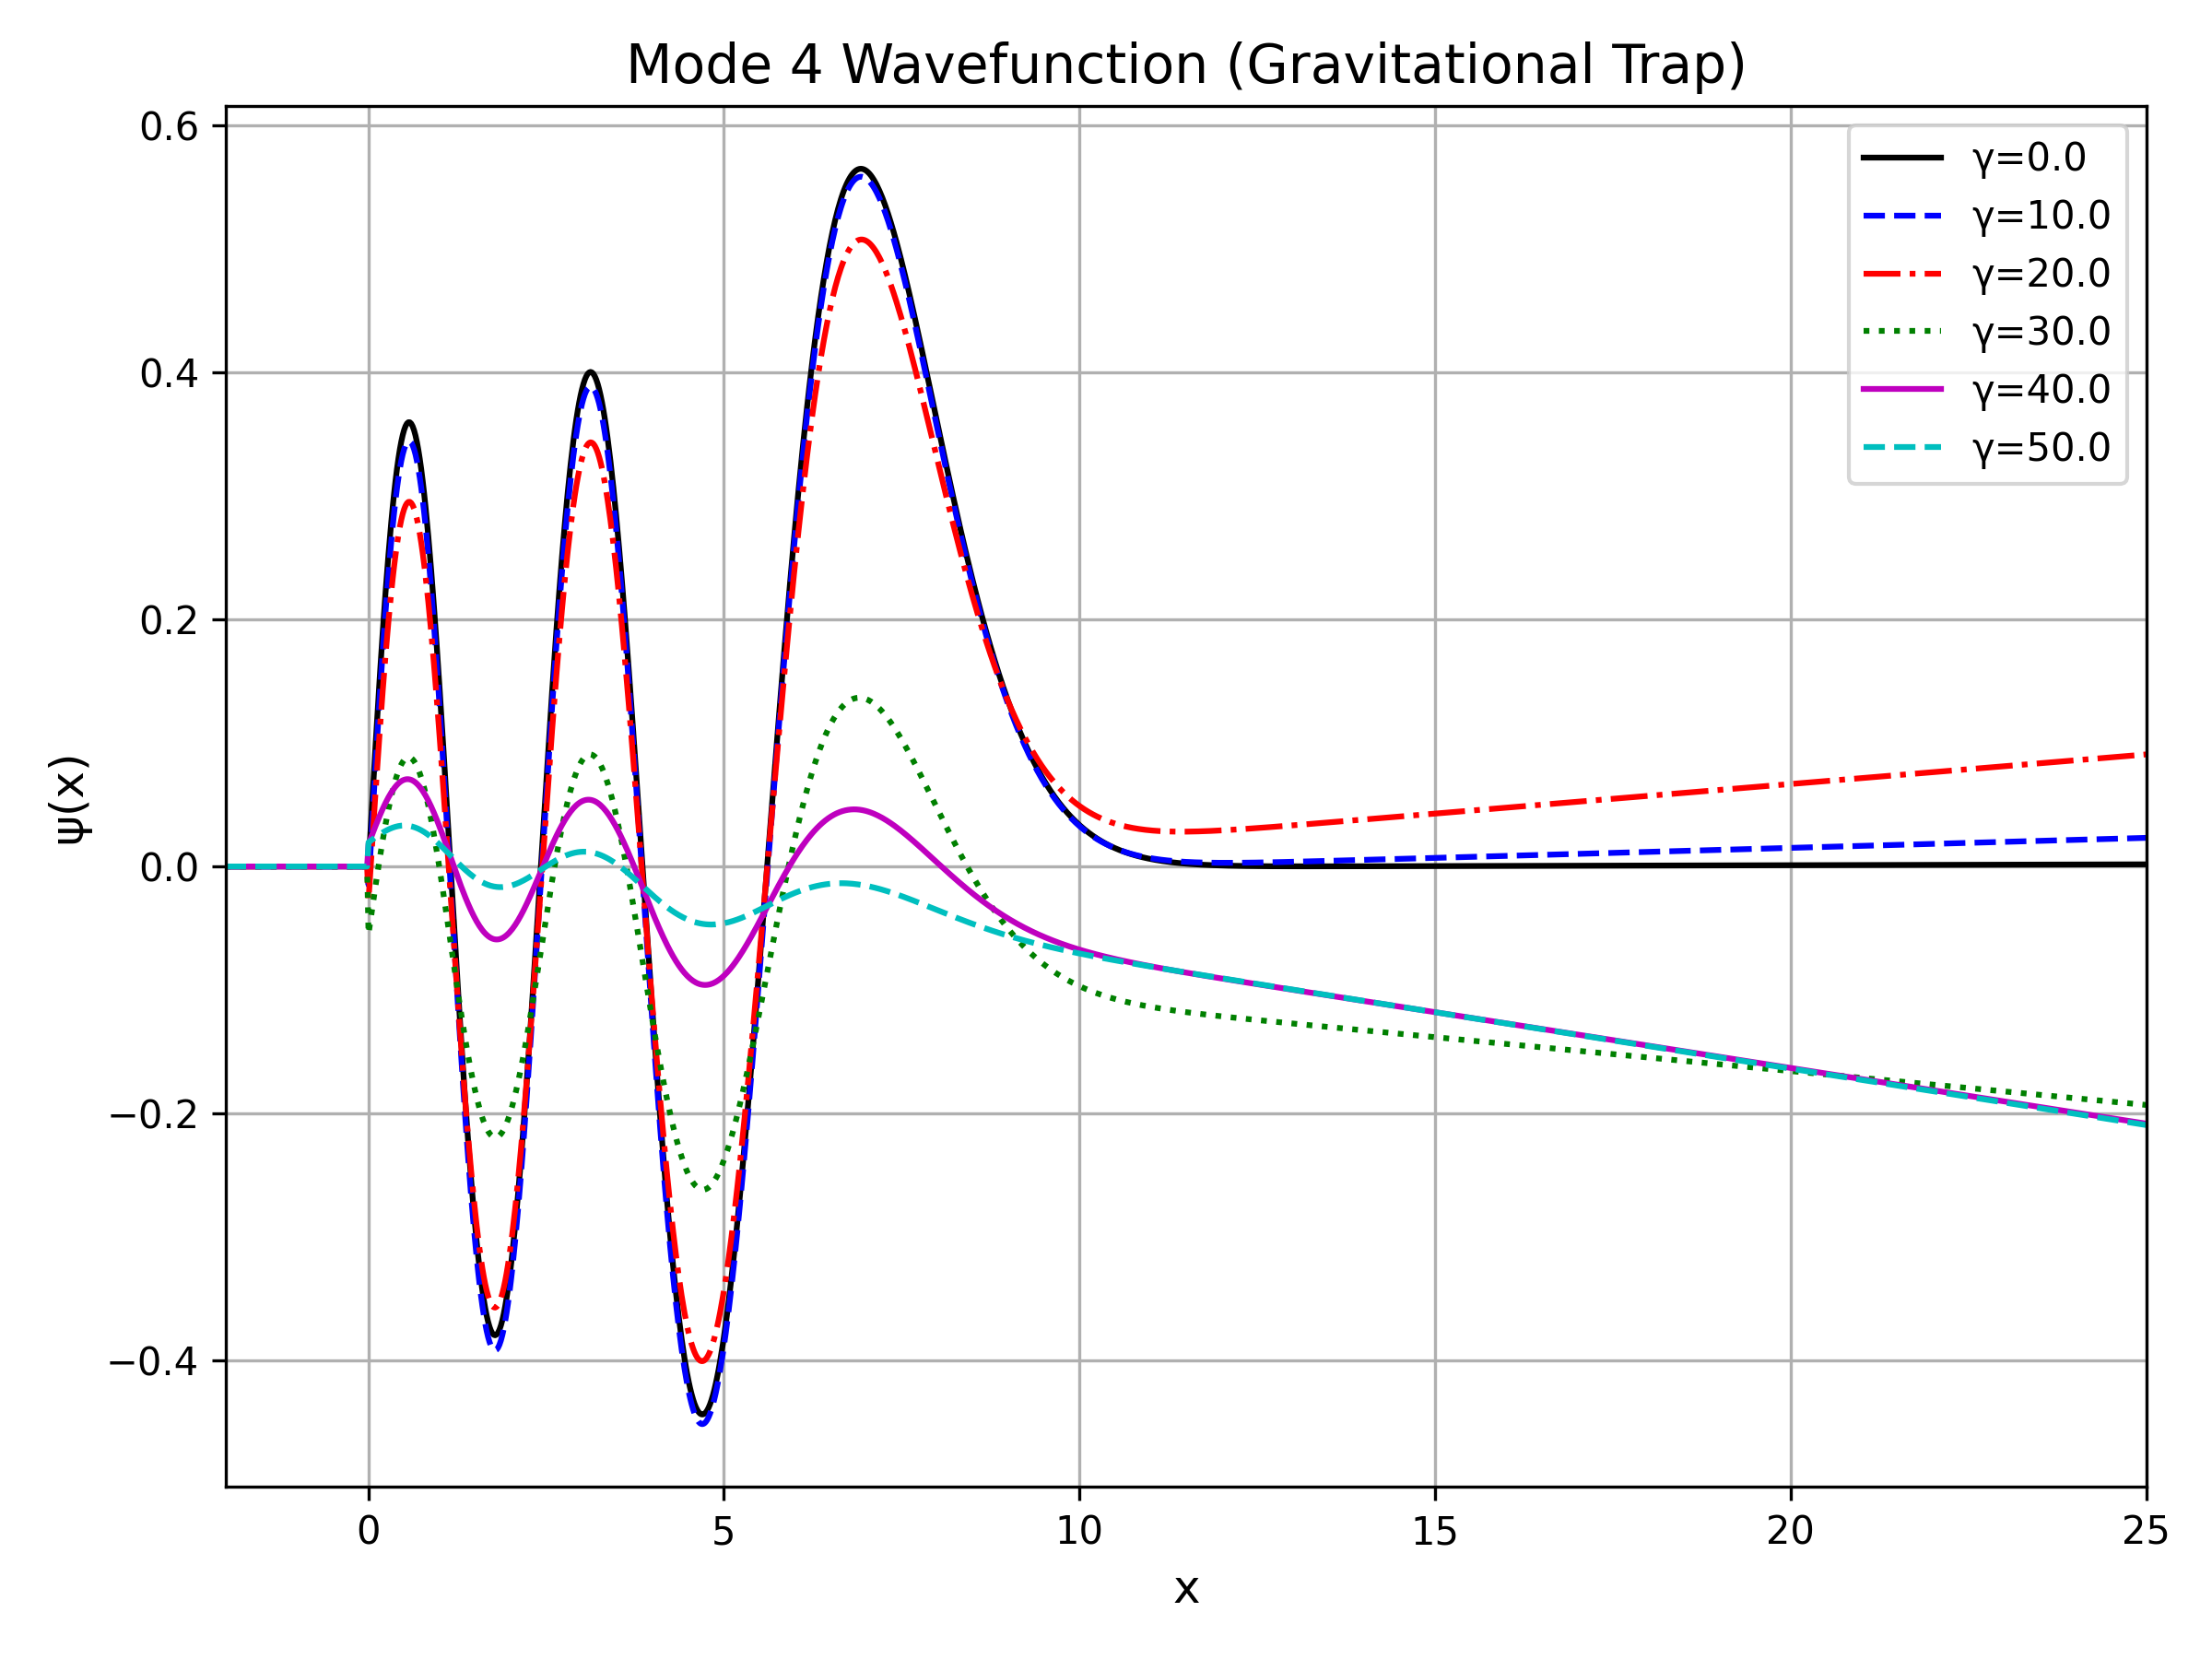 Mode 4 Wavefunction (Gravitational Trap)
0.6
0.4
0.2
0.0
−0.2
−0.4
ψ(x)
γ=0.0
γ=10.0
γ=20.0
γ=30.0
γ=40.0
γ=50.0
0 5 10 15 20 25
x